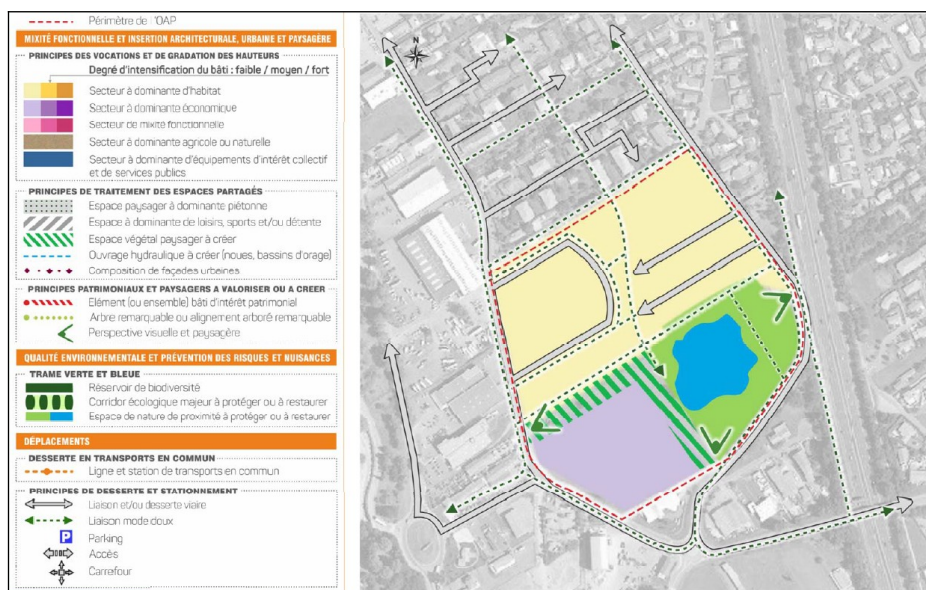 Périmètre de l'OAP
MIXITÉ FONCTIONNELLE ET INSERTION ARCHITECTURALE, URBAINE ET PAYSAGÈRE
PRINCIPES DES VOCATIONS ET DE GRADATION DES HAUTEURS
Degré d'intensification du bâti : faible / moyen / fort
Secteur à dominante d'habitat
Secteur à dominante économique
Secteur de mixité fonctionnelle
Secteur à dominante agricole ou naturelle
Secteur à dominante d'équipements d'intérêt collectif
et de services publics
PRINCIPES DE TRAITEMENT DES ESPACES PARTAGÉS
Espace paysager à dominante piétonne
Espace à dominante de loisirs, sports et/ou détente
Espace végétal paysager à créer
Ouvrage hydraulique à créer (noues, bassins d'orage)
Composition de façades urbaines
PRINCIPES PATRIMONIAUX ET PAYSAGERS A VALORISER OU A CREER
Elément (ou ensemble) bâti d'intérêt patrimonial
Arbre remarquable ou alignement arboré remarquable
Perspective visuelle et paysagère
QUALITÉ ENVIRONNEMENTALE ET PRÉVENTION DES RISQUES ET NUISANCES
TRAME VERTE ET BLEUE
Réservoir de biodiversité
Corridor écologique majeur à protéger ou à restaurer
Espace de nature de proximité à protéger ou à restaurer
DÉPLACEMENTS
DESSERTE EN TRANSPORTS EN COMMUN
Ligne et station de transports en commun
PRINCIPES DE DESSERTE ET STATIONNEMENT
Liaison et/ou desserte viaire
Liaison mode doux
P Parking
Accès
Carrefour
N